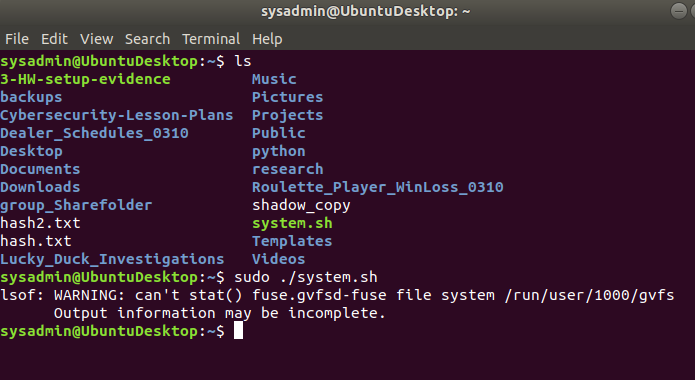 sysadmin@UbuntuDesktop: ~
File Edit View Search Terminal Help
sysadmin@UbuntuDesktop:~$ ls
3-HW-setup-evidence Music
backups Pictures
Cybersecurity-Lesson-Plans Projects
Dealer_Schedules_0310 Public
Desktop python
Documents research
Downloads Roulette_Player_WinLoss_0310
group_Sharefolder shadow_copy
hash2.txt system.sh
hash.txt Templates
Lucky_Duck_Investigations Videos
sysadmin@UbuntuDesktop:~$ sudo ./system.sh
lsof: WARNING: can't stat() fuse.gvfsd-fuse file system /run/user/1000/gvfs
      Output information may be incomplete.
sysadmin@UbuntuDesktop:~$